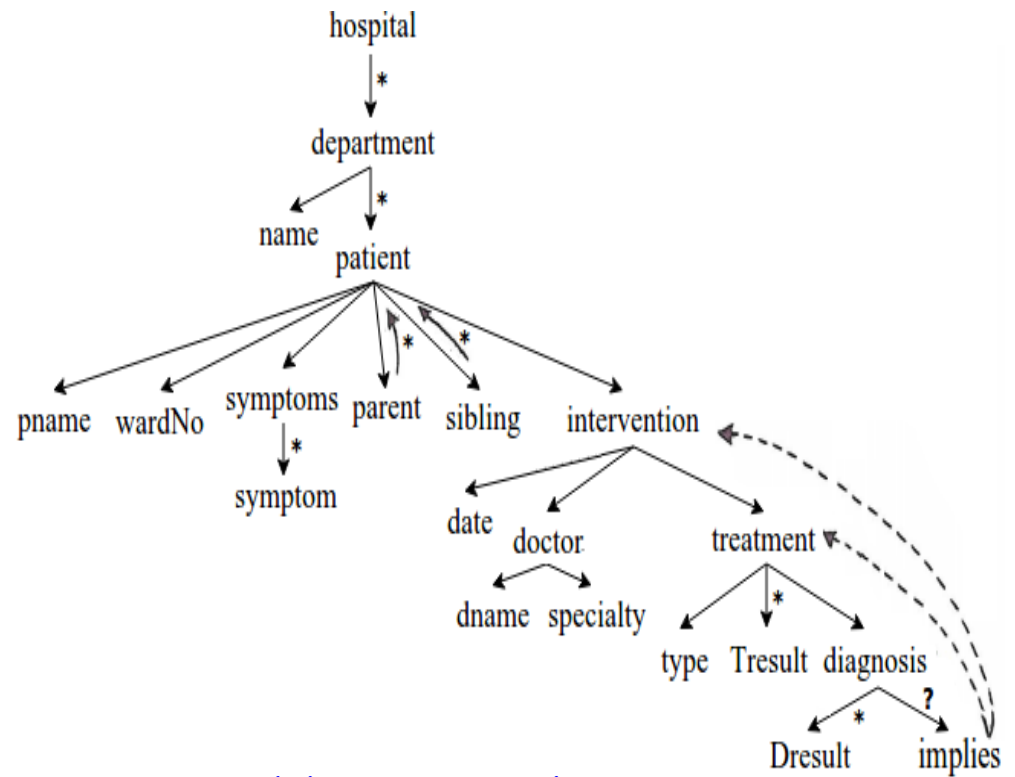 hospital
*
department
*
name
patient
* *
pname wardNo symptoms parent sibling intervention
*
symptom
date
doctor
treatment
dname specialty
*
type Tresult diagnosis
* ?
Dresult implies